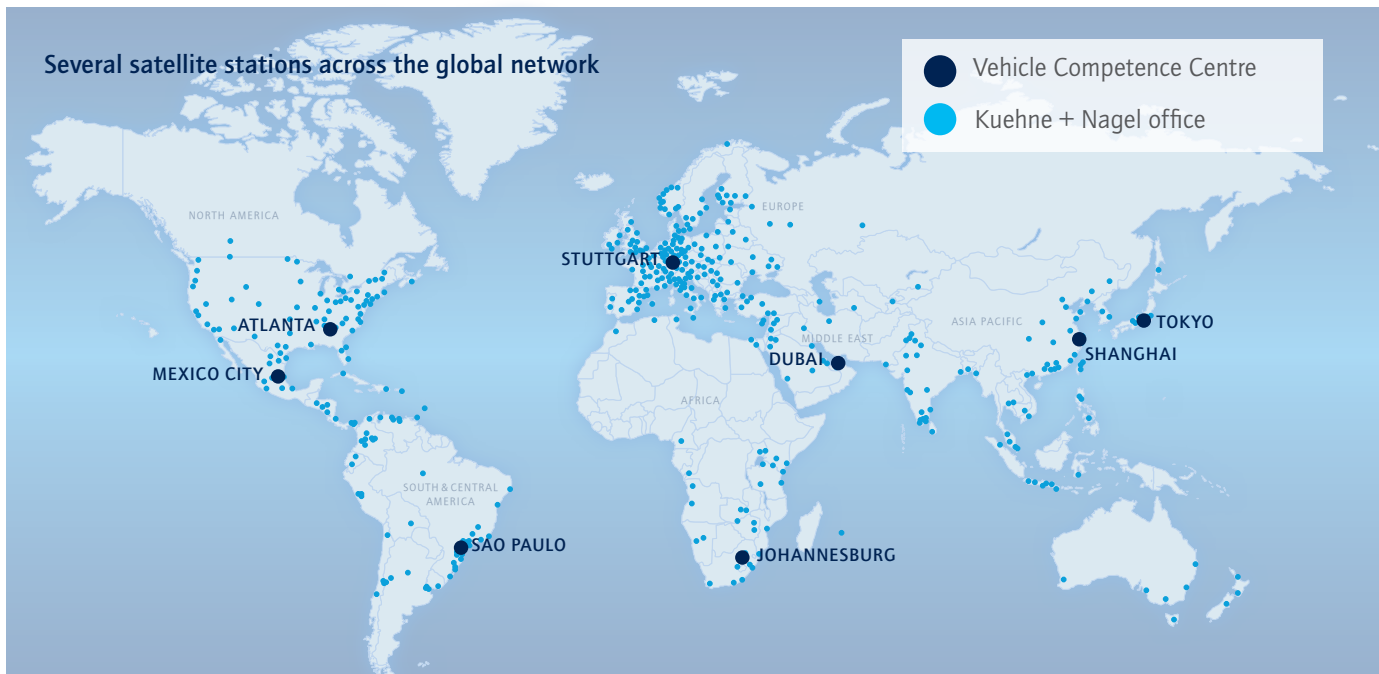 Several satellite stations across the global network
Vehicle Competence Centre
Kuehne + Nagel office
NORTH AMERICA
EUROPE
STUTTGART
ATLANTA
ASIA PACIFIC
TOKYO
MIDDLE EAST
SHANGHAI
DUBAI
MEXICO CITY
AFRICA
SOUTH & CENTRAL
AMERICA
SAO PAULO
JOHANNESBURG